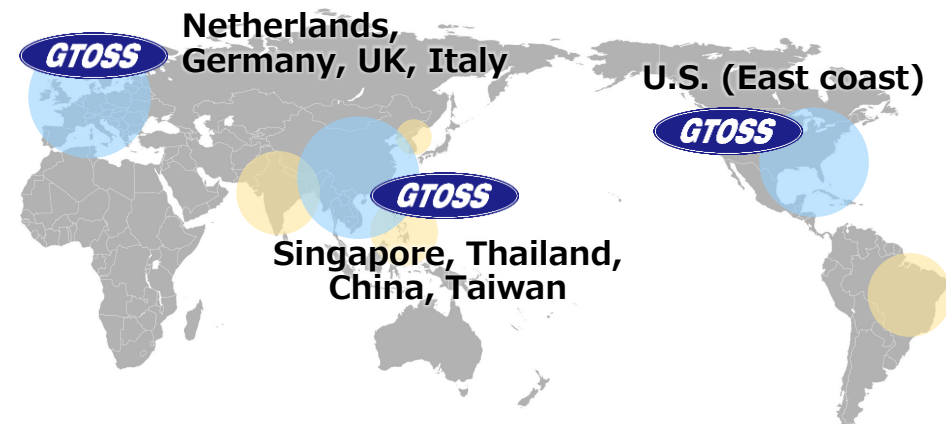 GTOSS
Netherlands,
Germany, UK, Italy
U.S. (East coast)
GTOSS
GTOSS
Singapore, Thailand,
China, Taiwan